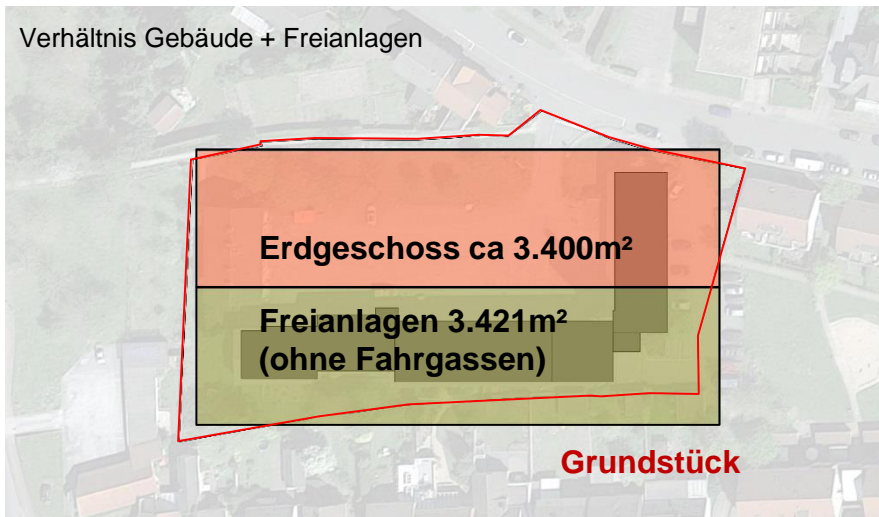 Verhältnis Gebäude + Freianlagen
Erdgeschoss ca 3.400m²
Freianlagen 3.421m²
(ohne Fahrgassen)
Grundstück